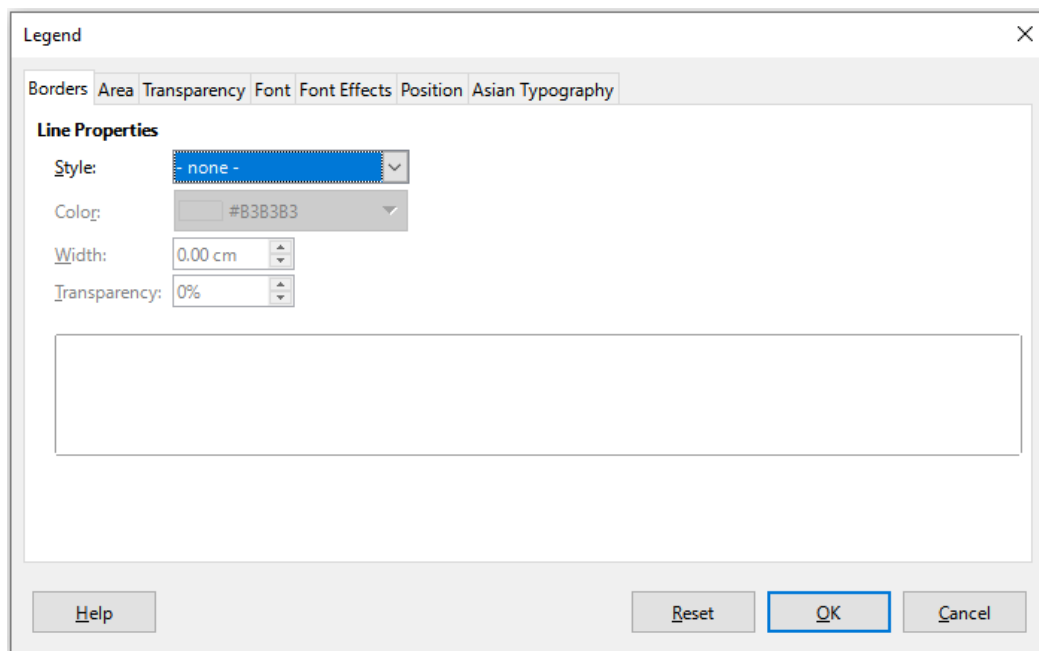 Legend
Borders Area Transparency Font Font Effects Position Asian Typography
Line Properties
Style: - none -
Color: #B3B3B3
Width: 0.00 cm
Transparency: 0%
Help Reset OK Cancel